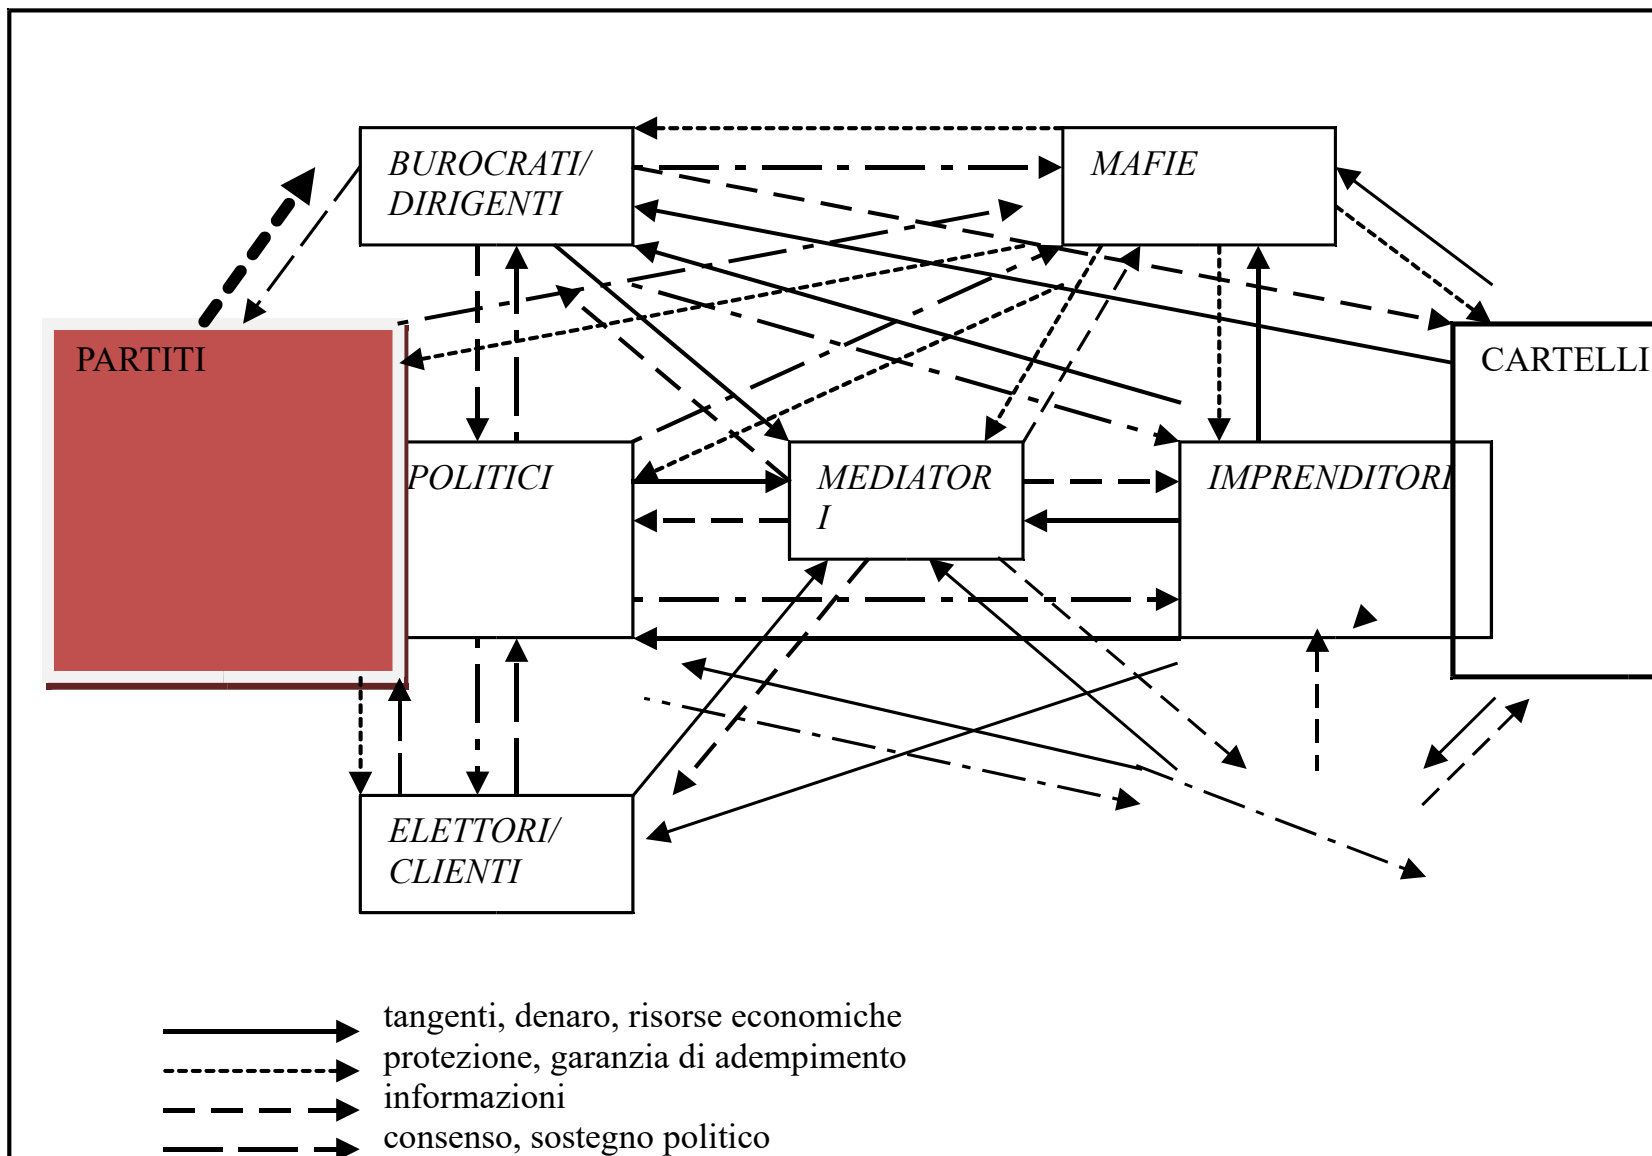 BUROCRATI/
DIRIGENTI
MAFIE
PARTITI
CARTELLI
POLITICI
MEDIATOR
I
IMPRENDITORI
ELETTORI/
CLIENTI
tangenti, denaro, risorse economiche
protezione, garanzia di adempimento
informazioni
consenso, sostegno politico